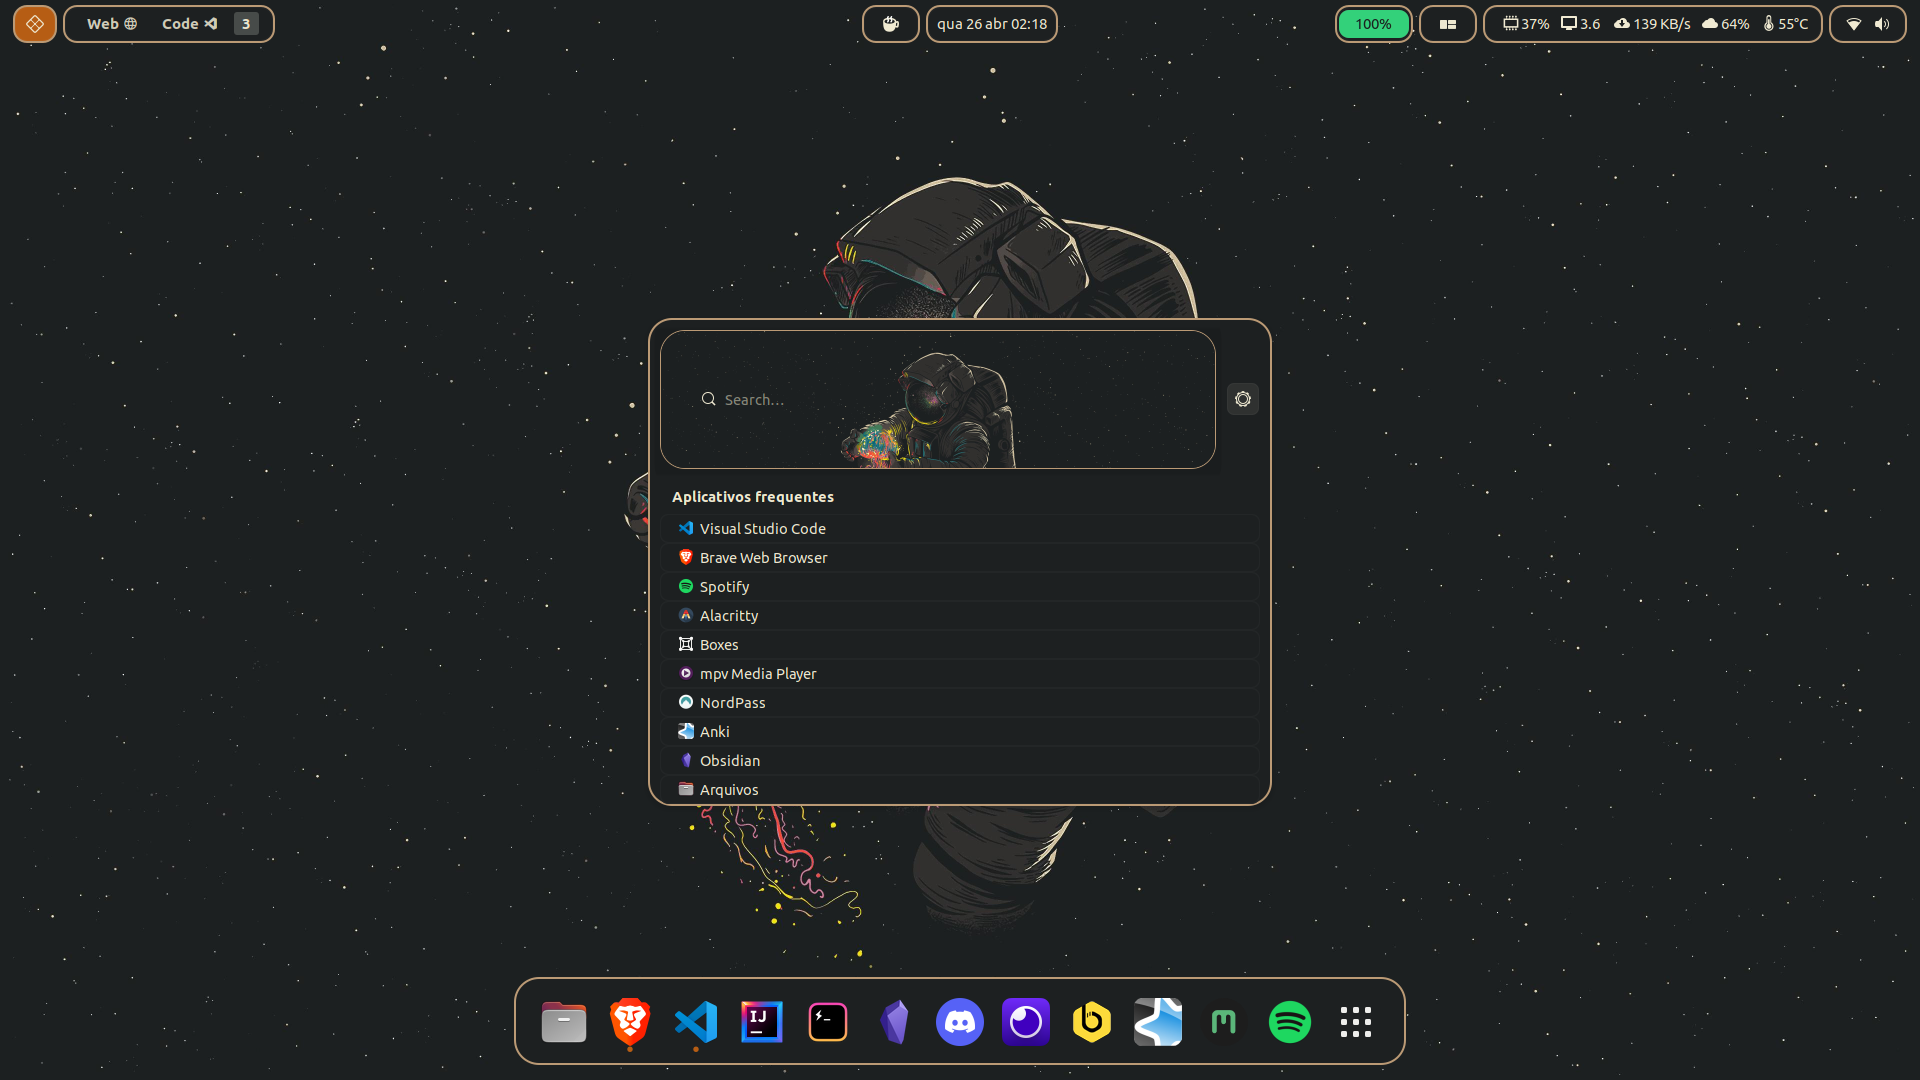 Web Code 3
qua 26 abr 02:18
100%
37% 3.6 139 KB/s 64% 55°C
Search...
Aplicativos frequentes
Visual Studio Code
Brave Web Browser
Spotify
Alacritty
Boxes
mpv Media Player
NordPass
Anki
Obsidian
Arquivos
IJ